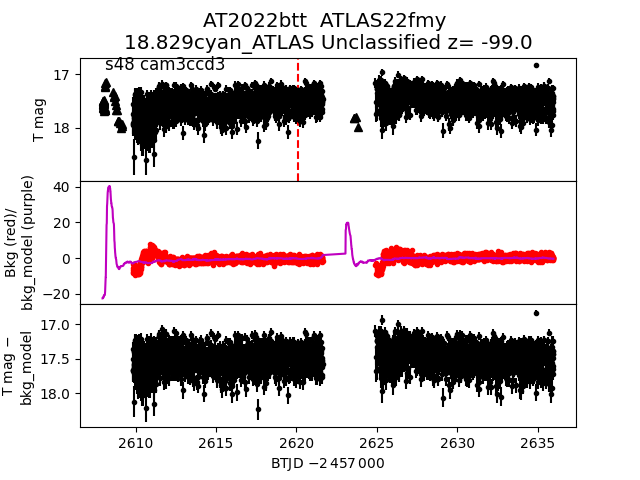 AT2022btt  ATLAS22fmy
18.829cyan_ATLAS Unclassified z= -99.0
s48 cam3ccd3
T mag
17
18
Bkg (red)/
bkg_model (purple)
40
20
0
−20
T mag −
bkg_model
17.0
17.5
18.0
2610 2615 2620 2625 2630 2635
BTJD −2 457 000